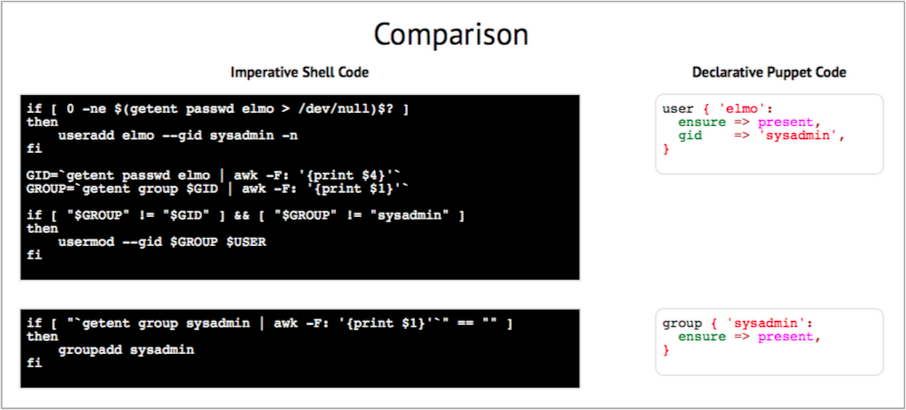 Comparison
Imperative Shell Code
Declarative Puppet Code
if [ 0 -ne $(getent passwd elmo > /dev/null)$? ]
then
    useradd elmo --gid sysadmin -n
fi
GID=`getent passwd elmo | awk -F: '{print $4}'`
GROUP=`getent group $GID | awk -F: '{print $1}'`
if [ "$GROUP" != "$GID" ] && [ "$GROUP" != "sysadmin" ]
then
    usermod --gid $GROUP $USER
fi
user { 'elmo':
  ensure => present,
  gid    => 'sysadmin',
}
if [ "`getent group sysadmin | awk -F: '{print $1}'`" == "" ]
then
    groupadd sysadmin
fi
group { 'sysadmin':
  ensure => present,
}